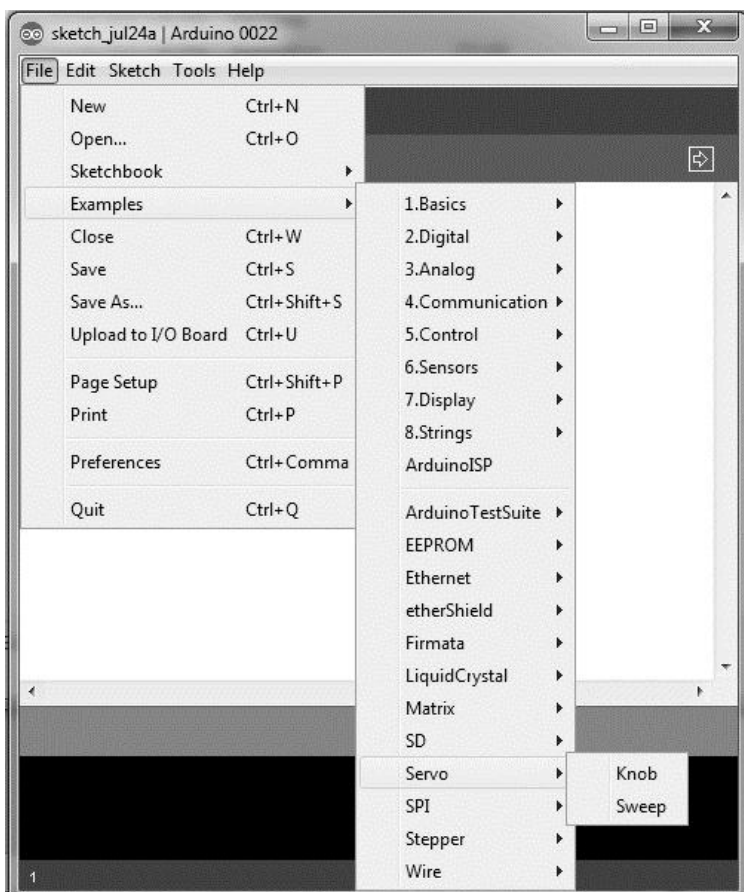 sketch_jul24a | Arduino 0022
File Edit Sketch Tools Help
New Ctrl+N
Open... Ctrl+O
Sketchbook
Examples
Close Ctrl+W
Save Ctrl+S
Save As... Ctrl+Shift+S
Upload to I/O Board Ctrl+U
Page Setup Ctrl+Shift+P
Print Ctrl+P
Preferences Ctrl+Comma
Quit Ctrl+Q
1.Basics
2.Digital
3.Analog
4.Communication
5.Control
6.Sensors
7.Display
8.Strings
ArduinoISP
ArduinoTestSuite
EEPROM
Ethernet
etherShield
Firmata
LiquidCrystal
Matrix
SD
Servo
SPI
Stepper
Wire
Knob
Sweep
1